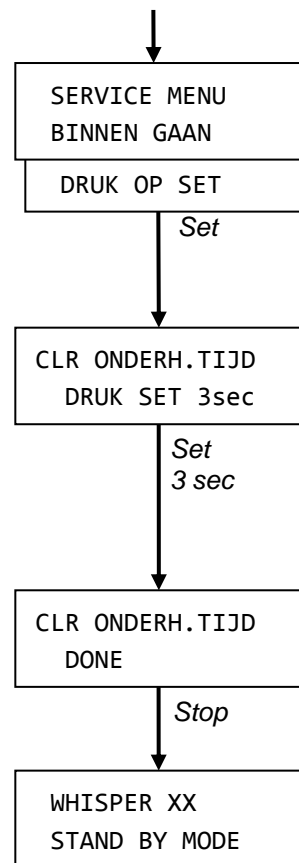 SERVICE MENU
BINNEN GAAN
DRUK OP SET
Set
CLR ONDERH.TIJD
DRUK SET 3sec
Set
3 sec
CLR ONDERH.TIJD
DONE
Stop
WHISPER XX
STAND BY MODE